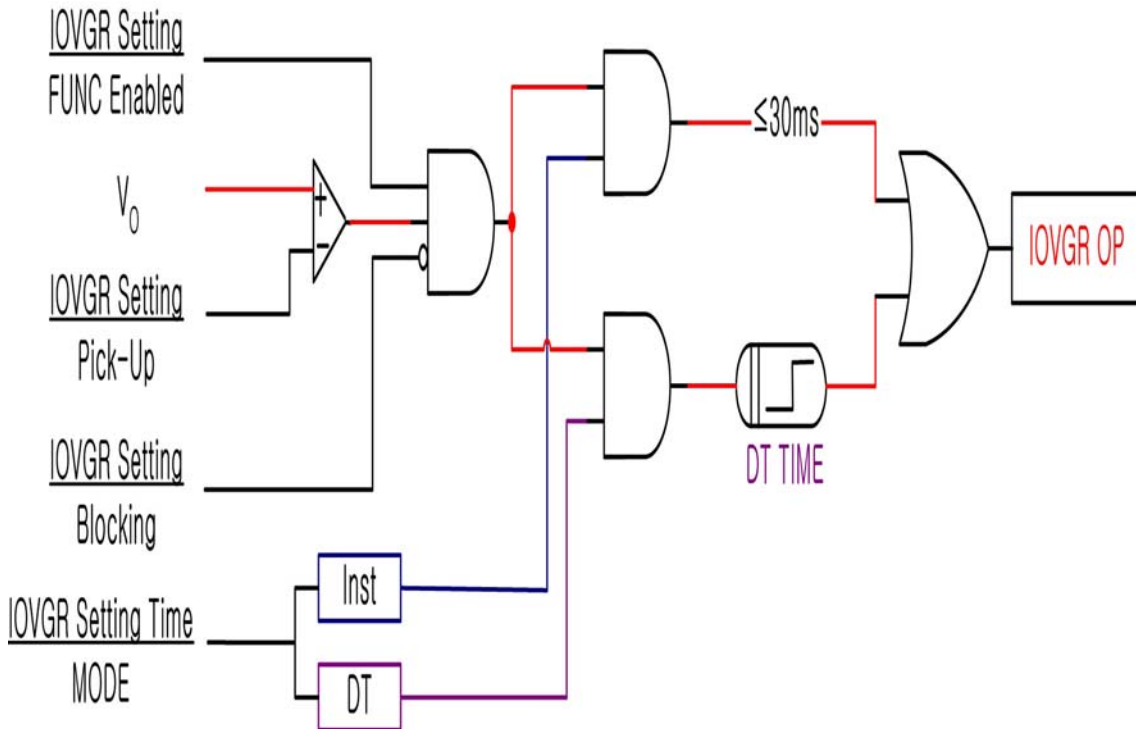 IOVGR Setting
FUNC Enabled
V0
+
-
IOVGR Setting
Pick-Up
IOVGR Setting
Blocking
IOVGR Setting Time
MODE
Inst
DT
≤30ms
DT TIME
IOVGR OP